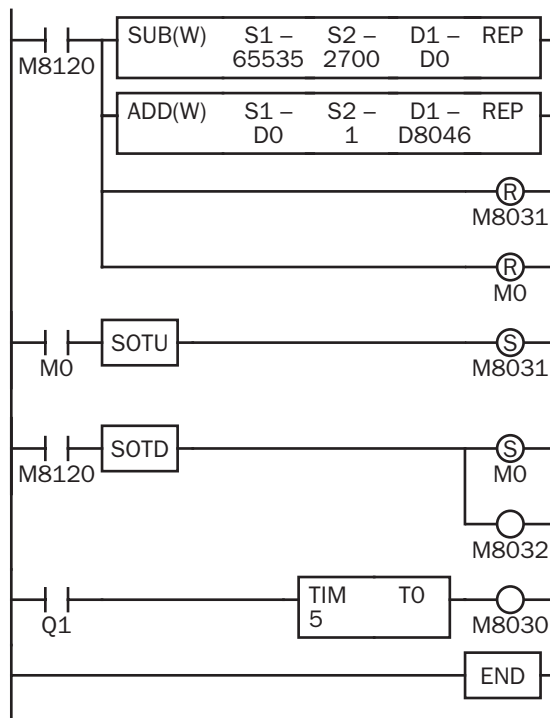 SUB(W) S1 – S2 – D1 – REP
65535 2700 D0
M8120
ADD(W) S1 – S2 – D1 – REP
D0 1 D8046
R
M8031
R
M0
SOTU S
M0 M8031
SOTD S
M8120 M0
M8032
TIM T0
5
Q1 M8030
END